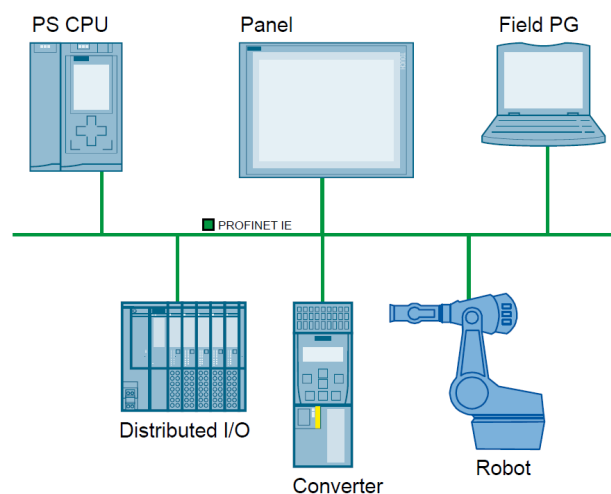 PS CPU
Panel
Field PG
PROFINET IE
Distributed I/O
Converter
Robot